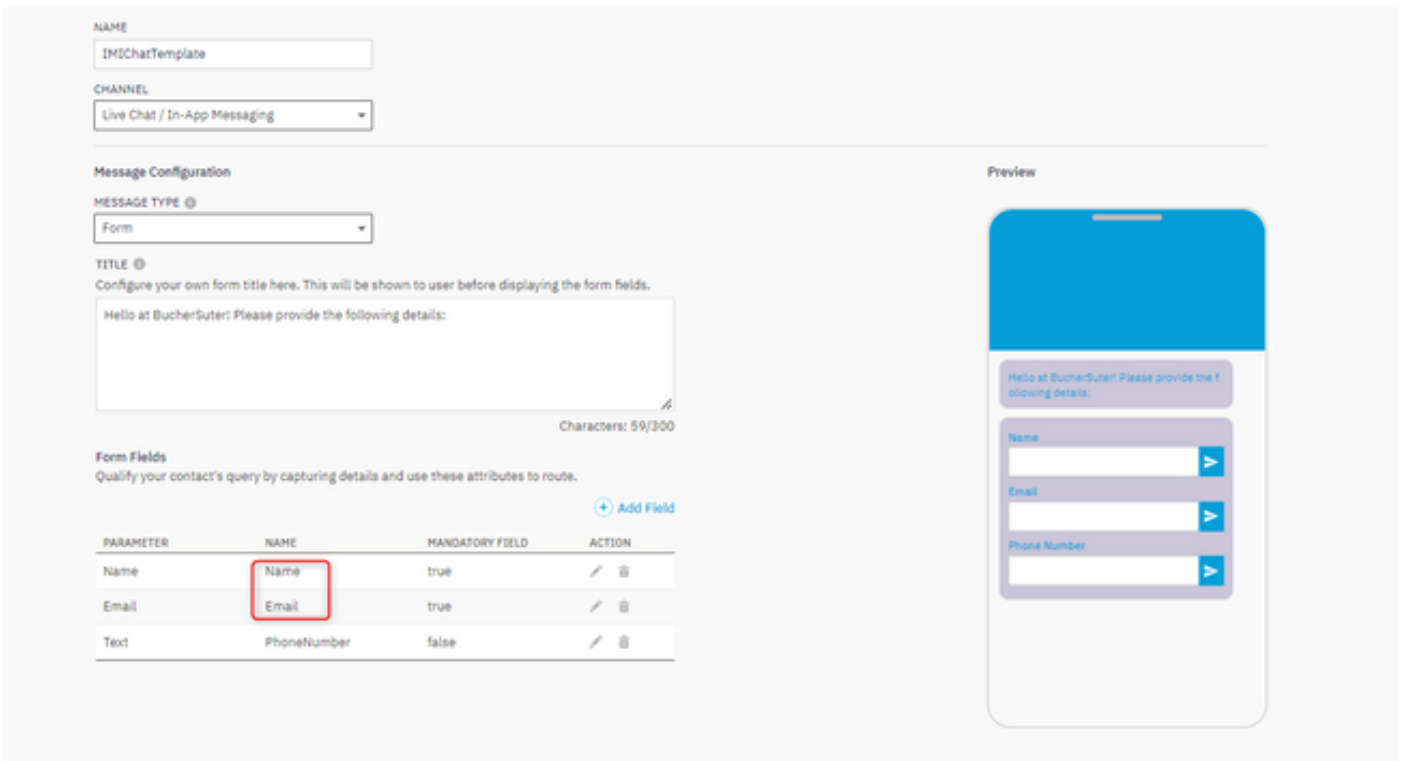 NAME
IMIChatTemplate
CHANNEL
Live Chat / In-App Messaging
Message Configuration
MESSAGE TYPE
Form
TITLE
Configure your own form title here. This will be shown to user before displaying the form fields.
Hello at BucherSuter! Please provide the following details:
Characters: 59/300
Form Fields
Qualify your contact's query by capturing details and use these attributes to route.
Add Field
PARAMETER NAME MANDATORY FIELD ACTION
Name Name true
Email Email true
Text PhoneNumber false
Preview
Hello at BucherSuter! Please provide the f
ollowing details:
Name
Email
Phone Number